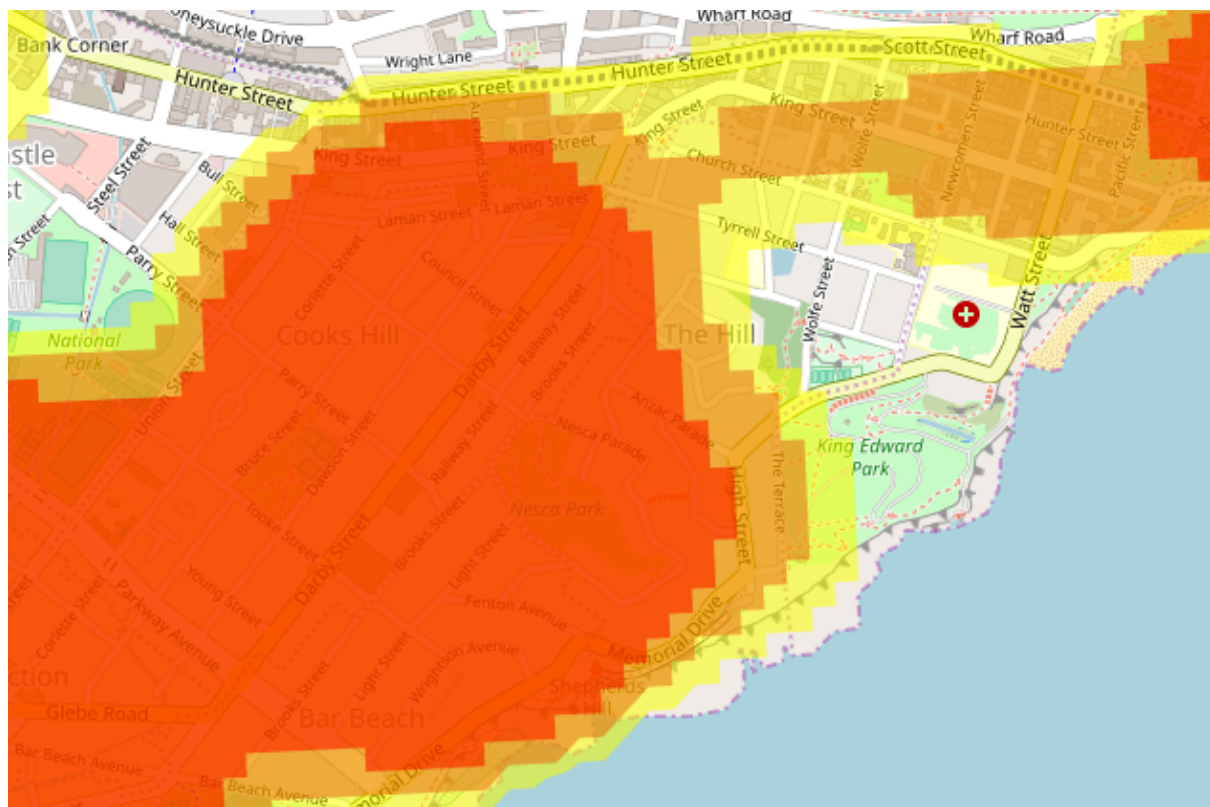 Honeysuckle Drive
Wharf Road
Wharf Road
Bank Corner
Wright Lane
Scott Street
Hunter Street
Hunter Street
Hunter Street
King Street
King Street
Hunter Street
King Street
King Street
Auckland Street
Wolfe Street
Newcomen Street
Pacific Street
Church Street
Steel Street
Bull Street
Hall Street
Laman Street
Laman Street
Tyrrell Street
Parry Street
Corlette Street
Council Street
Wolfe Street
Watt Street
National
Park
Cooks Hill
Darby Street
Railway Street
Brooks Street
The Hill
Union Street
Parry Street
Anzac Parade
Bruce Street
Dawson Street
Railway Street
Nesca Parade
King Edward
Park
The Terrace
High Street
Nesca Park
Tooke Street
Darby Street
Brooks Street
Light Street
Young Street
Parkway Avenue
Fenton Avenue
Corlette Street
Memorial Drive
Wrightson Avenue
Light Street
Brooks Street
Shepherds
Hill
Glebe Road
Bar Beach
Bar Beach Avenue
Bar Beach Avenue
Memorial Drive